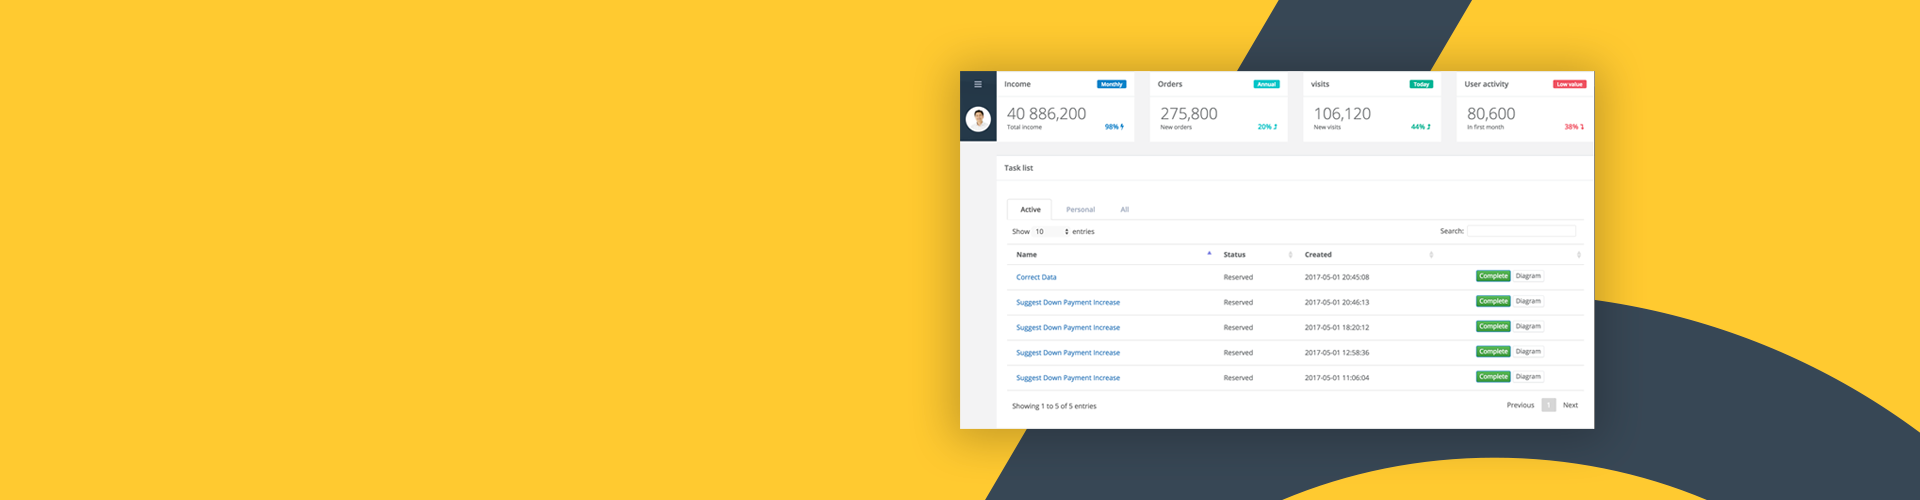 Income Monthly
40 886,200
Total income 98%
Orders Annual
275,800
New orders 20%
visits Today
106,120
New visits 44%
User activity Low value
80,600
In first month 38%
Task list
Active Personal All
Show 10 entries Search:
Name Status Created
Correct Data Reserved 2017-05-01 20:45:08 Complete Diagram
Suggest Down Payment Increase Reserved 2017-05-01 20:46:13 Complete Diagram
Suggest Down Payment Increase Reserved 2017-05-01 18:20:12 Complete Diagram
Suggest Down Payment Increase Reserved 2017-05-01 12:58:36 Complete Diagram
Suggest Down Payment Increase Reserved 2017-05-01 11:06:04 Complete Diagram
Showing 1 to 5 of 5 entries Previous 1 Next